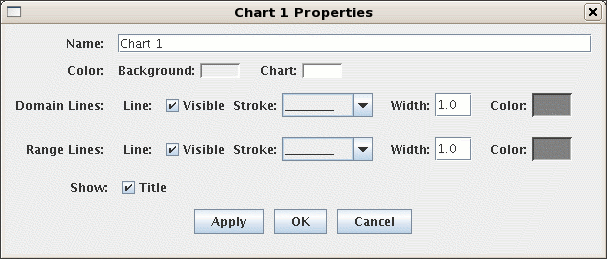 Chart 1 Properties
Name: Chart 1
Color: Background: Chart:
Domain Lines: Line: Visible Stroke: Width: 1.0 Color:
Range Lines: Line: Visible Stroke: Width: 1.0 Color:
Show: Title
Apply OK Cancel